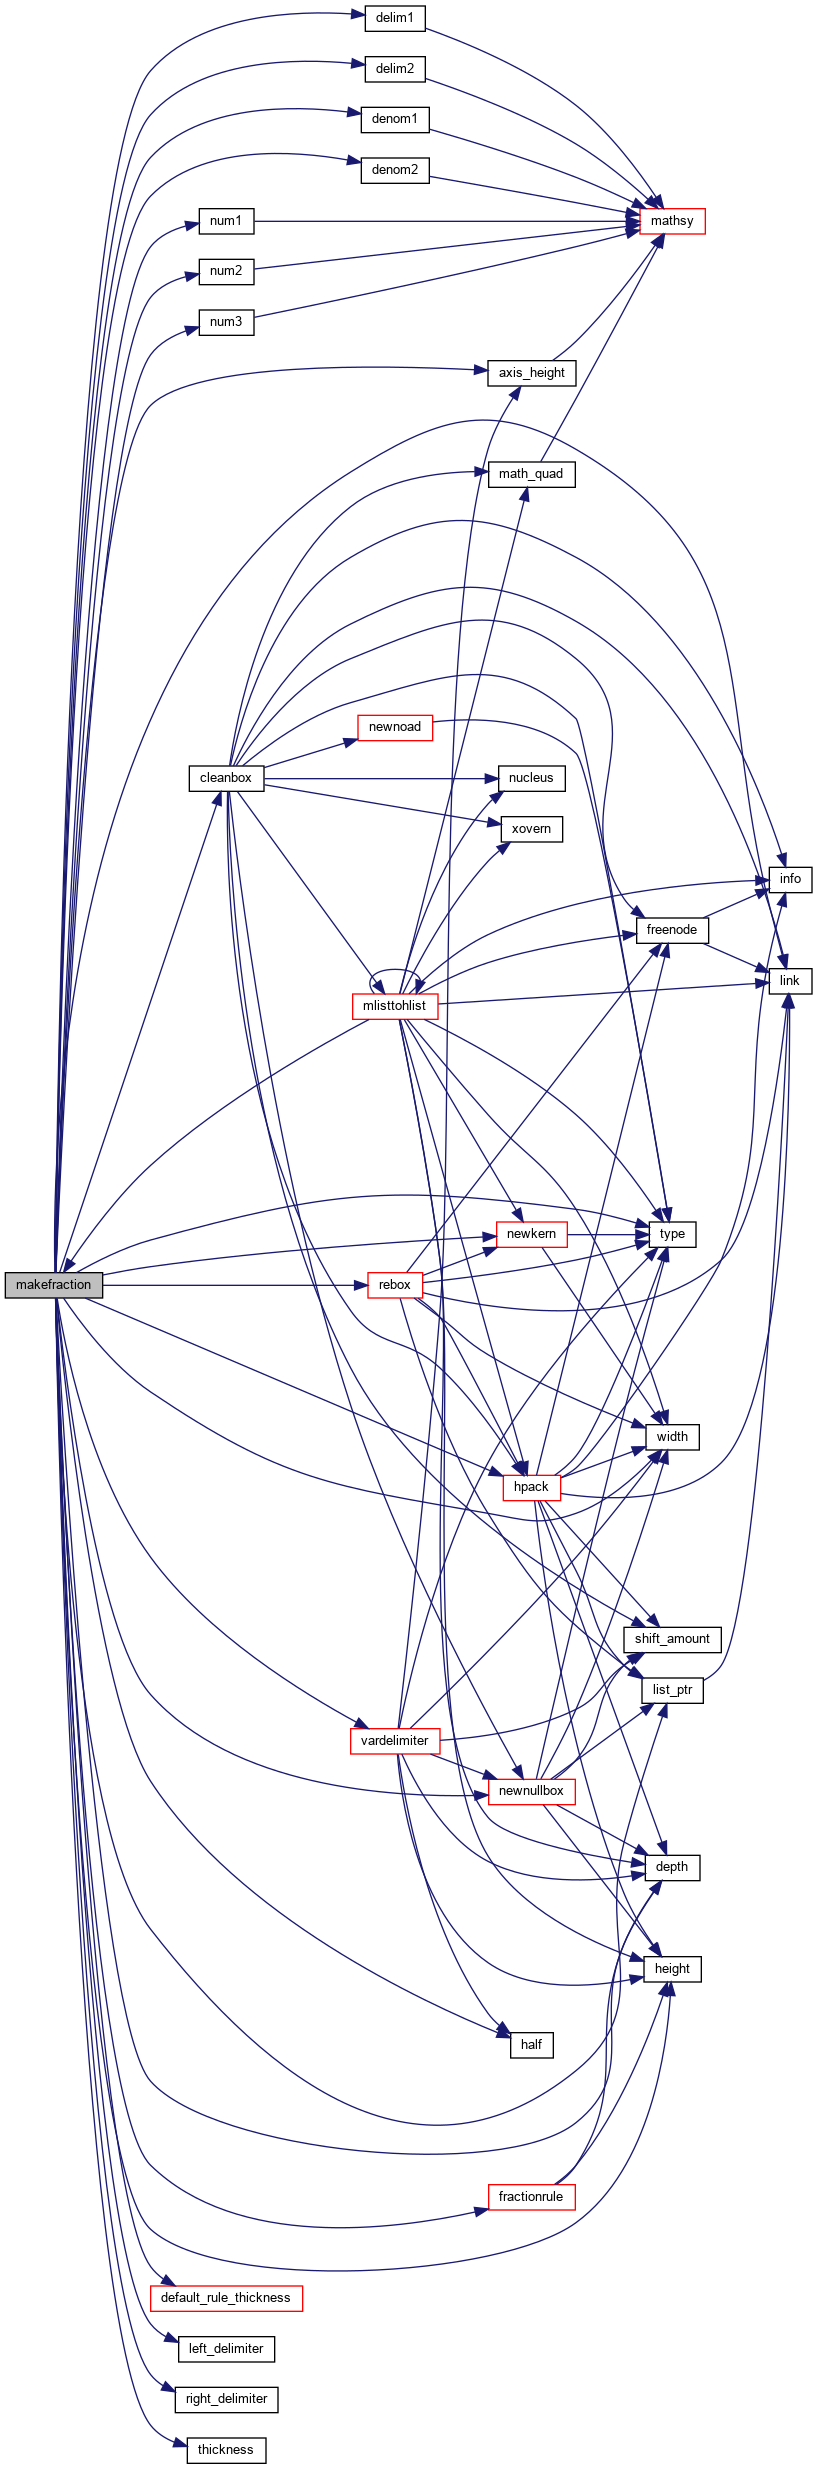 delim1
delim2
denom1
denom2
num1
mathsy
num2
num3
axis_height
math_quad
newnoad
cleanbox
nucleus
xovern
info
freenode
link
mlisttohlist
newkern
type
makefraction
rebox
width
hpack
shift_amount
list_ptr
vardelimiter
newnullbox
depth
height
half
fractionrule
default_rule_thickness
left_delimiter
right_delimiter
thickness